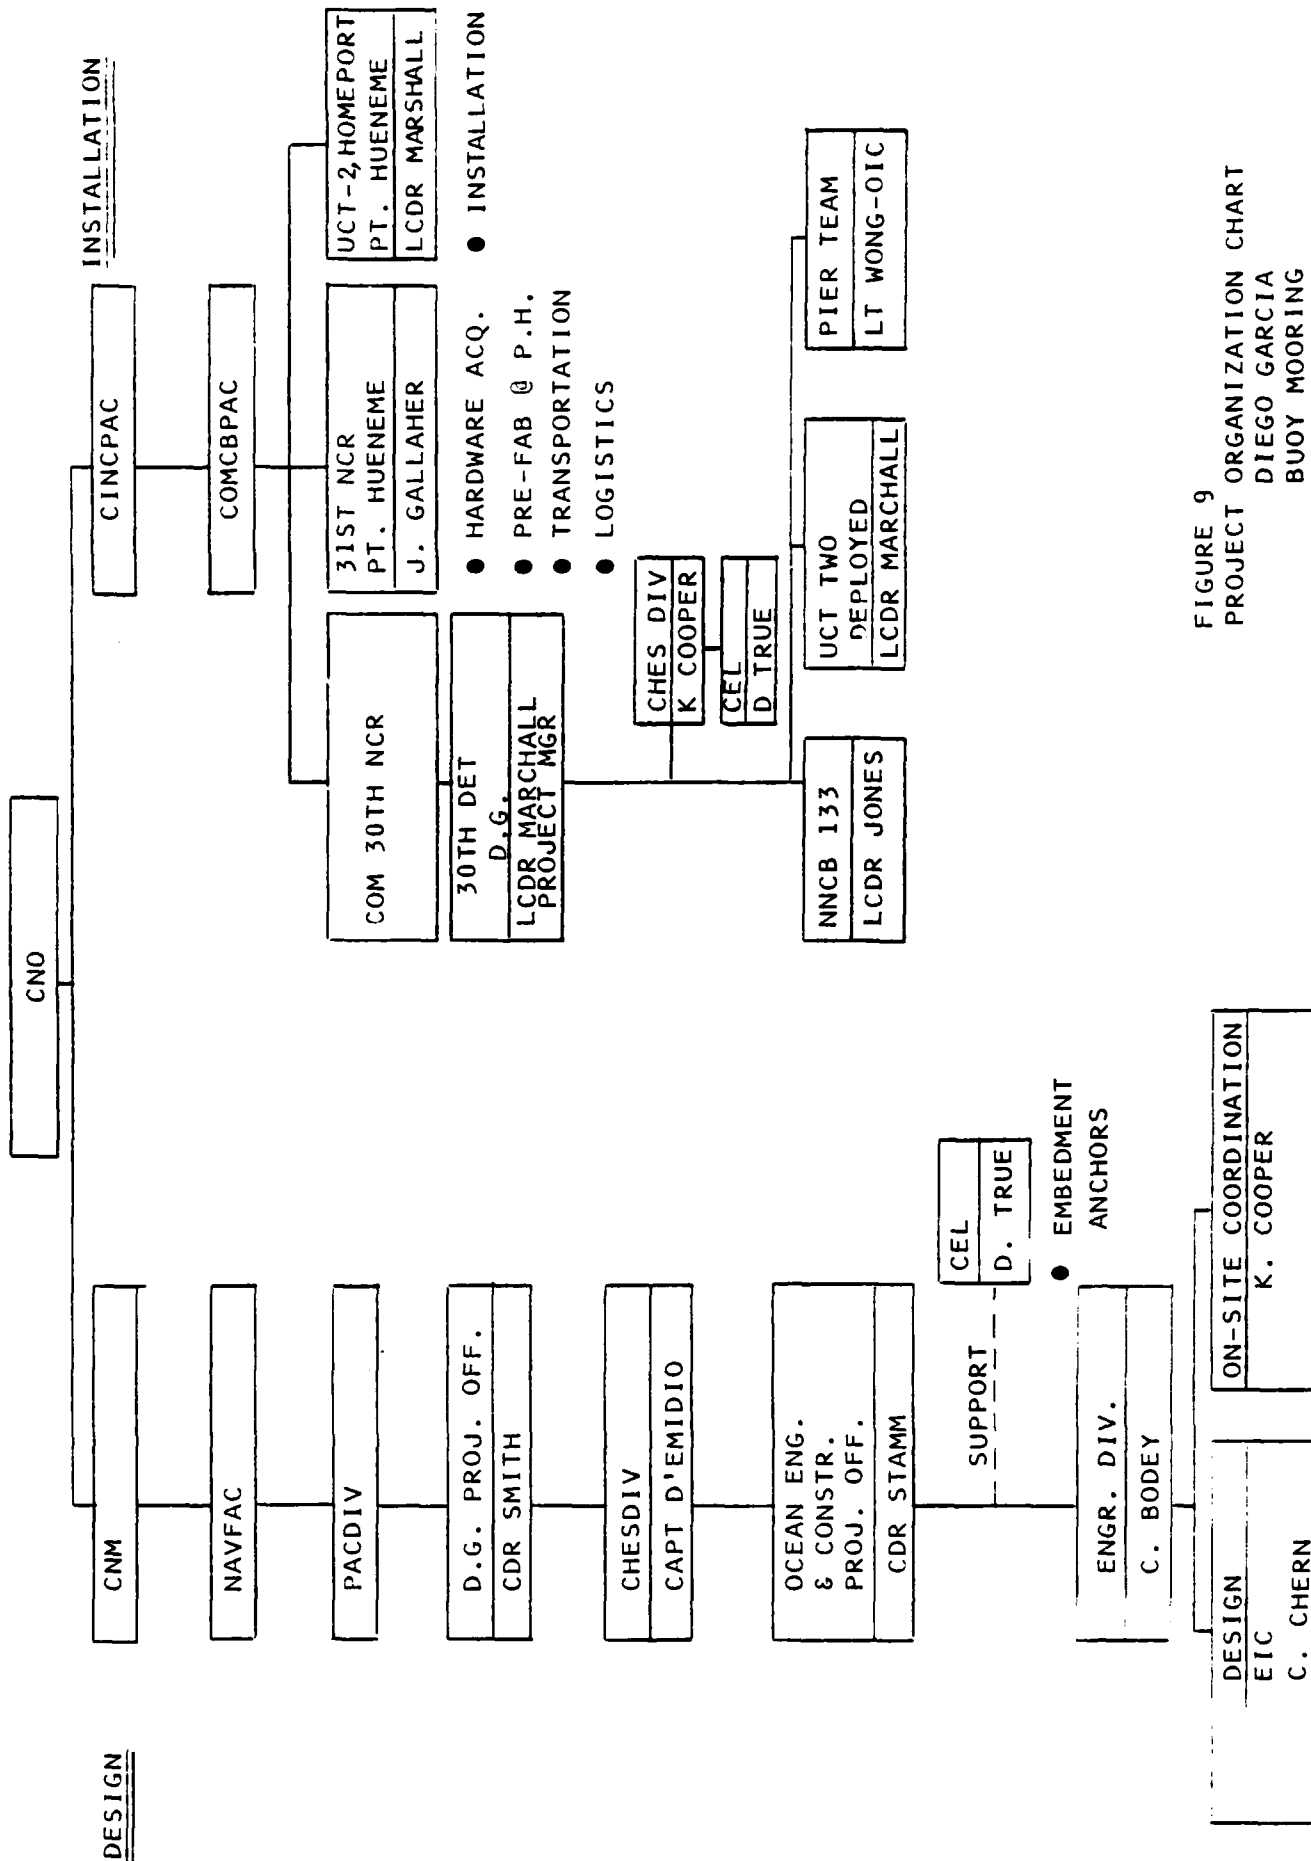 CNO
DESIGN
CNM
NAVFAC
PACDIV
D.G. PROJ. OFF.
CDR SMITH
CHESDIV
CAPT D'EMIDIO
OCEAN ENG.
& CONSTR.
PROJ. OFF.
CDR STAMM
SUPPORT
CEL
D. TRUE
● EMBEDMENT
ANCHORS
ENGR. DIV.
C. BODEY
DESIGN
EIC
C. CHERN
ON-SITE COORDINATION
K. COOPER
INSTALLATION
CINCPAC
COMCBPAC
COM 30TH NCR
30TH DET
D.G.
LCDR MARCHALL
PROJECT MGR
31ST NCR
PT. HUENEME
J. GALLAHER
● HARDWARE ACQ.
● PRE-FAB @ P.H.
● TRANSPORTATION
● LOGISTICS
UCT-2,HOMEPORT
PT. HUENEME
LCDR MARSHALL
● INSTALLATION
CHES DIV
K COOPER
CEL
D TRUE
NNCB 133
LCDR JONES
UCT TWO
DEPLOYED
LCDR MARCHALL
PIER TEAM
LT WONG-OIC
FIGURE 9
PROJECT ORGANIZATION CHART
DIEGO GARCIA
BUOY MOORING